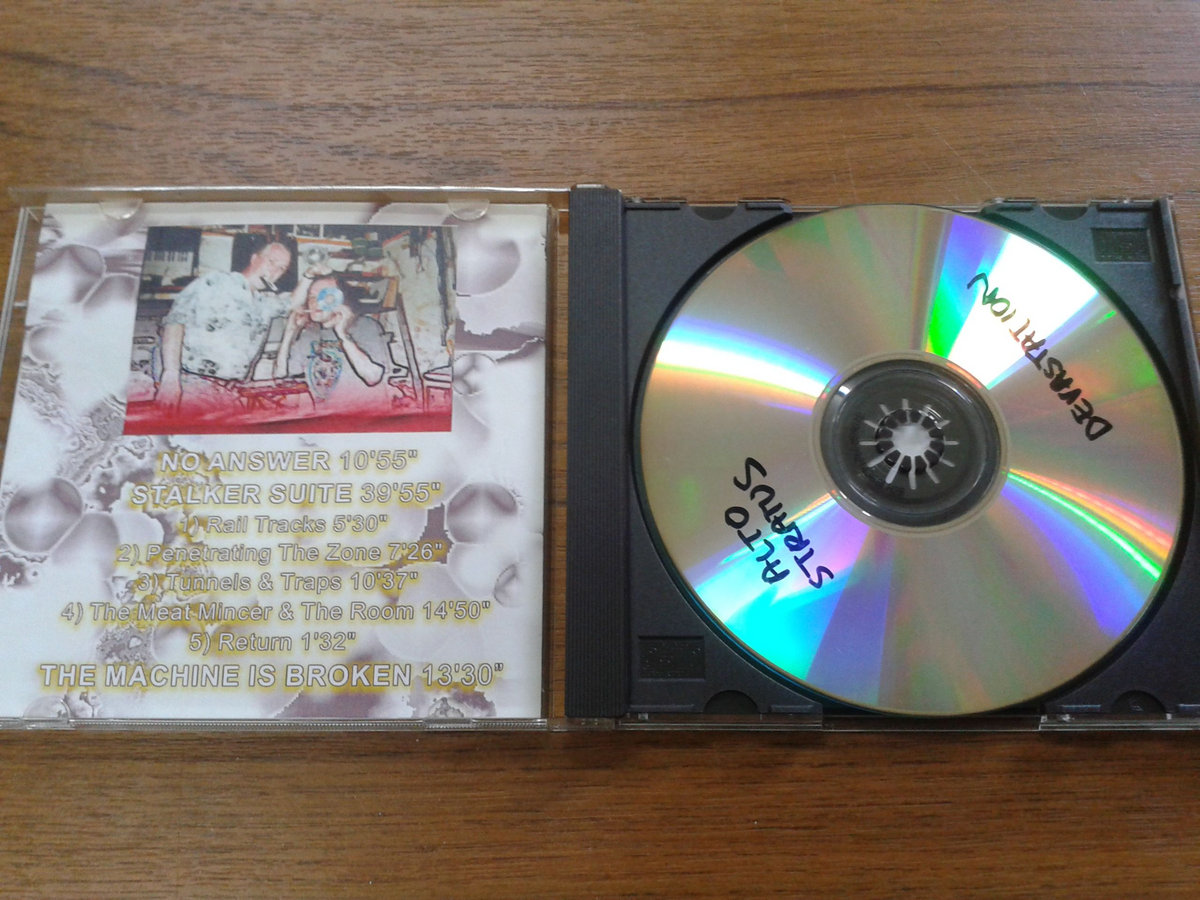 NO ANSWER 10'55"
STALKER SUITE 39'55"
1) Rail Tracks 5'30"
2) Penetrating The Zone 7'26"
3) Tunnels & Traps 10'37"
4) The Meat Mincer & The Room 14'50"
5) Return 1'32"
THE MACHINE IS BROKEN 13'30"
ALTO
STRATUS
DEVASTATION